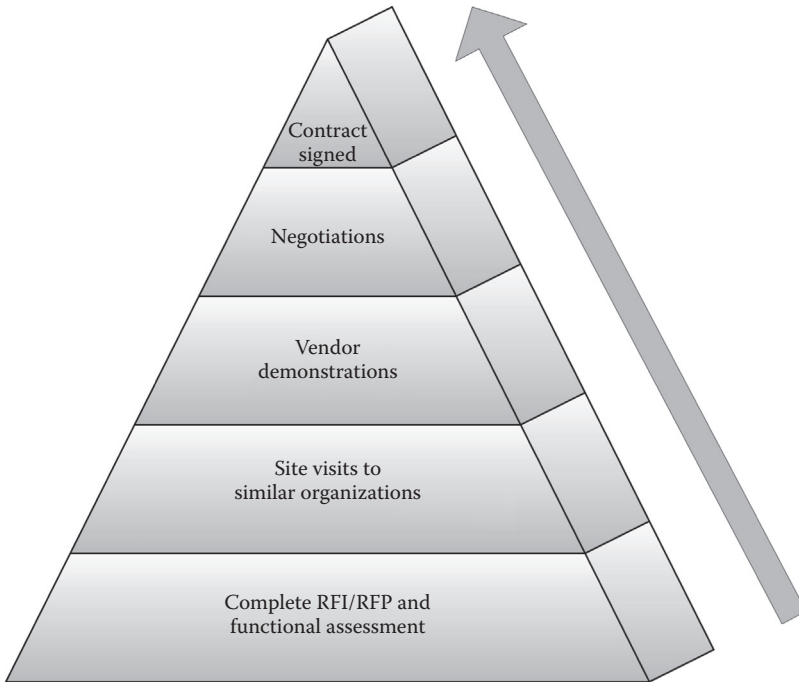 Contract
signed
Negotiations
Vendor
demonstrations
Site visits to
similar organizations
Complete RFI/RFP and
functional assessment